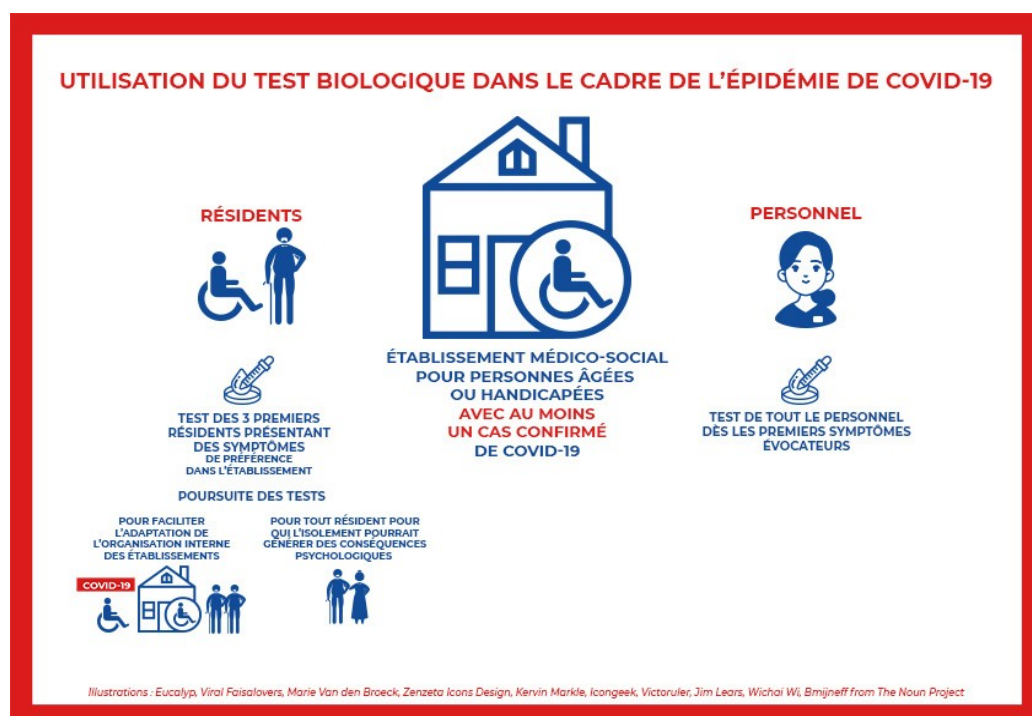 UTILISATION DU TEST BIOLOGIQUE DANS LE CADRE DE L'ÉPIDÉMIE DE COVID-19
RÉSIDENTS
TEST DES 3 PREMIERS
RÉSIDENTS PRÉSENTANT
DES SYMPTÔMES
DE PRÉFÉRENCE
DANS L'ÉTABLISSEMENT
POURSUITE DES TESTS
POUR FACILITER
L'ADAPTATION DE
L'ORGANISATION INTERNE
DES ÉTABLISSEMENTS
COVID-19
POUR TOUT RÉSIDENT POUR
QUI L'ISOLEMENT POURRAIT
GÉNÉRER DES CONSÉQUENCES
PSYCHOLOGIQUES
ÉTABLISSEMENT MÉDICO-SOCIAL
POUR PERSONNES ÂGÉES
OU HANDICAPÉES
AVEC AU MOINS
UN CAS CONFIRMÉ
DE COVID-19
PERSONNEL
TEST DE TOUT LE PERSONNEL
DÈS LES PREMIERS SYMPTÔMES
ÉVOCATEURS
Illustrations : Eucalyp, Viral Faisalovers, Marie Van den Broeck, Zenzeta Icons Design, Kervin Markle, Icongeek, Victoruler, Jim Lears, Wichai Wi, Bmijneff from The Noun Project